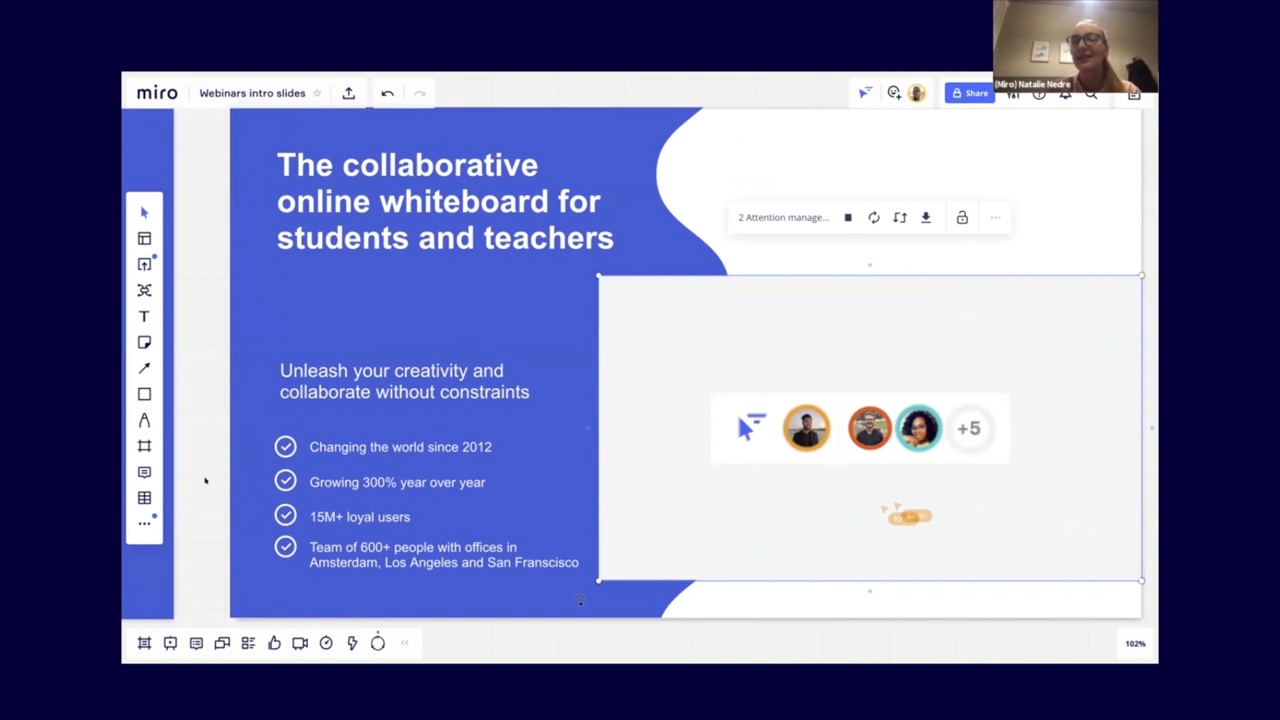 (Miro) Natalie Nedre
miro
Webinars intro slides
Share
The collaborative
online whiteboard for
students and teachers
2 Attention manage...
Unleash your creativity and
collaborate without constraints
+5
Changing the world since 2012
Growing 300% year over year
15M+ loyal users
Team of 600+ people with offices in
Amsterdam, Los Angeles and San Franscisco
102%